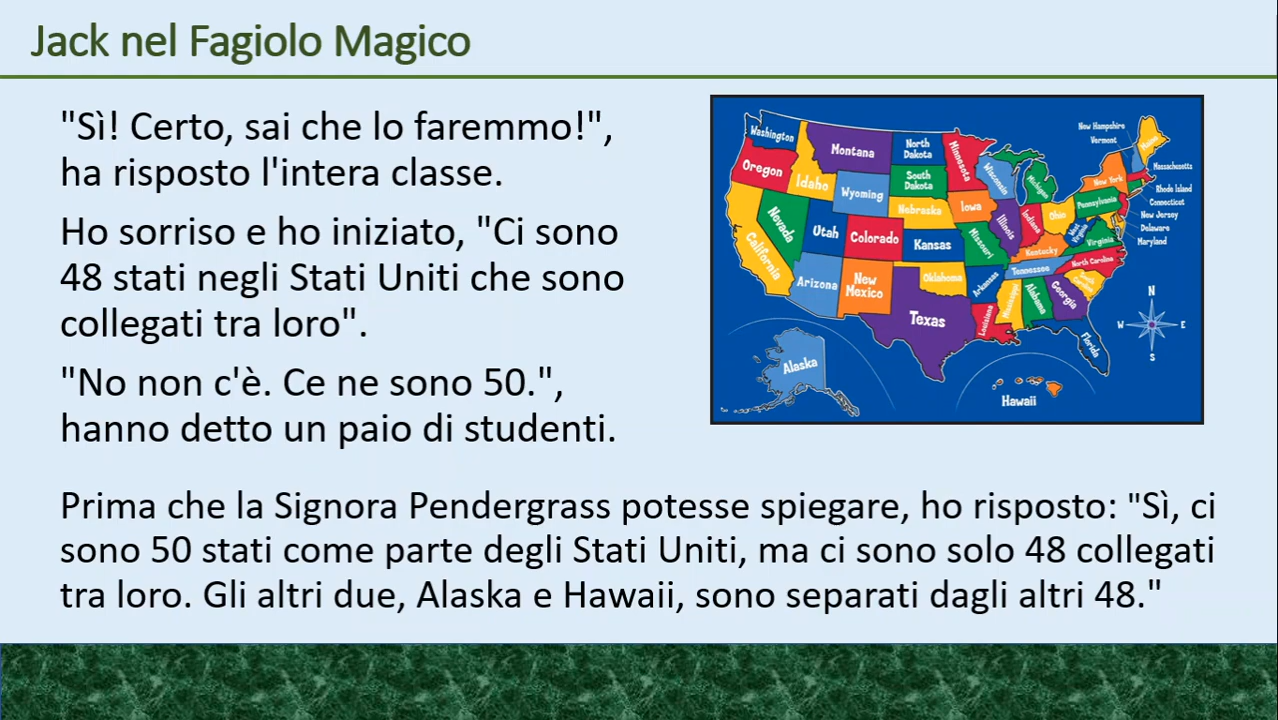 Jack nel Fagiolo Magico
"Sì! Certo, sai che lo faremmo!",
ha risposto l'intera classe.
Ho sorriso e ho iniziato, "Ci sono
48 stati negli Stati Uniti che sono
collegati tra loro".
"No non c'è. Ce ne sono 50.",
hanno detto un paio di studenti.
Prima che la Signora Pendergrass potesse spiegare, ho risposto: "Sì, ci
sono 50 stati come parte degli Stati Uniti, ma ci sono solo 48 collegati
tra loro. Gli altri due, Alaska e Hawaii, sono separati dagli altri 48."
Washington
Oregon
California
Nevada
Idaho
Montana
Wyoming
Utah
Arizona
Colorado
New
Mexico
North
Dakota
South
Dakota
Nebraska
Kansas
Oklahoma
Texas
Minnesota
Iowa
Missouri
Arkansas
Louisiana
Wisconsin
Illinois
Michigan
Indiana
Ohio
Kentucky
Tennessee
Mississippi
Alabama
Georgia
Florida
South
Carolina
North Carolina
Virginia
West
Virginia
Pennsylvania
New York
Maine
New Hampshire
Vermont
Massachusetts
Rhode Island
Connecticut
New Jersey
Delaware
Maryland
Alaska
Hawaii
N
W
E
S